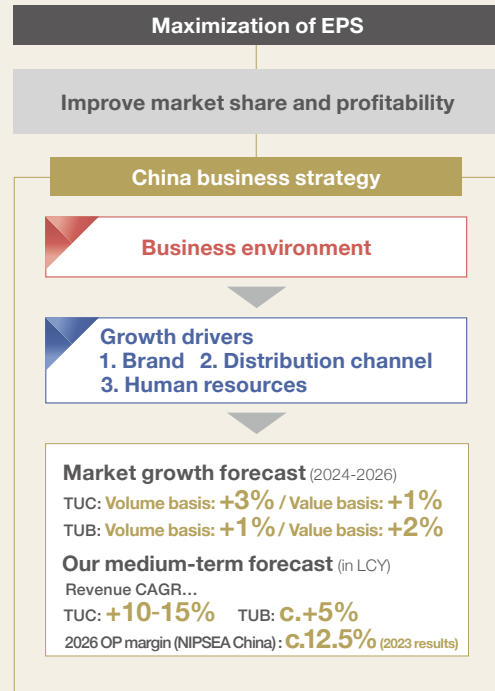 Maximization of EPS
Improve market share and profitability
China business strategy
Business environment
Growth drivers
1. Brand 2. Distribution channel
3. Human resources
Market growth forecast (2024-2026)
TUC: Volume basis: +3% / Value basis: +1%
TUB: Volume basis: +1% / Value basis: +2%
Our medium-term forecast (in LCY)
Revenue CAGR...
TUC: +10-15% TUB: c.+5%
2026 OP margin (NIPSEA China) : c.12.5% (2023 results)